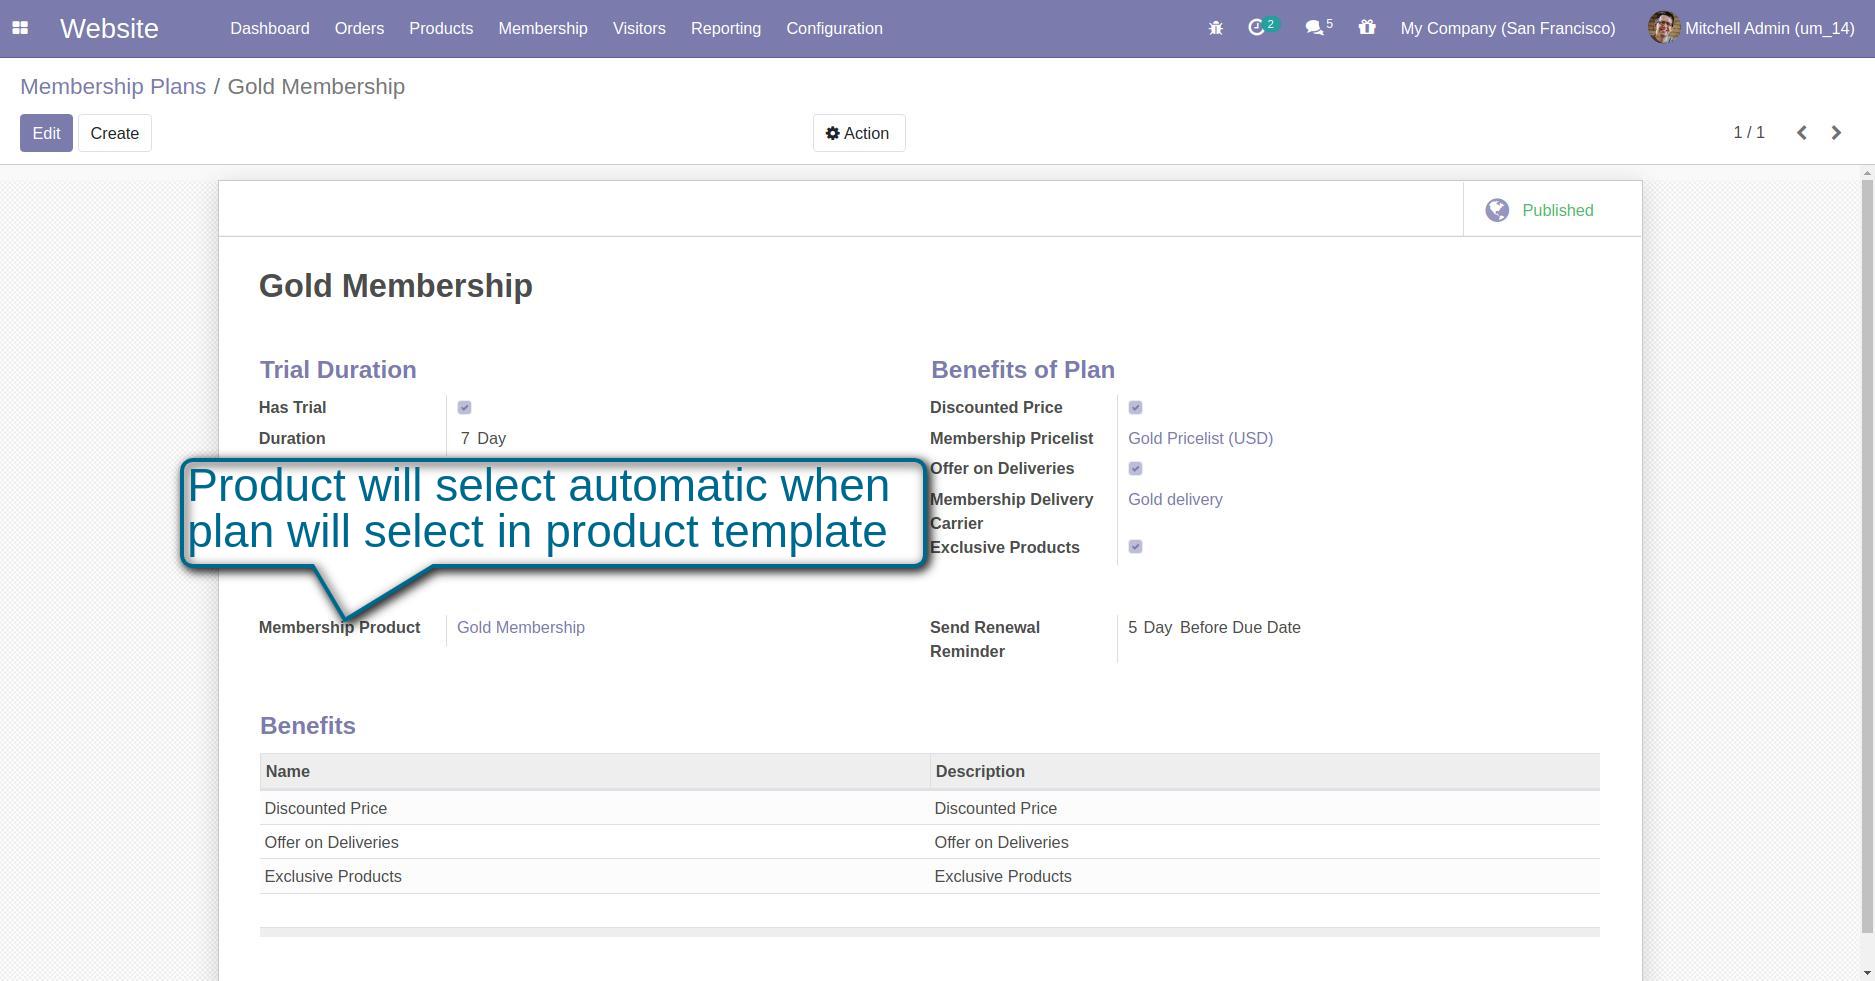 Website Dashboard Orders Products Membership Visitors Reporting Configuration 2 5 My Company (San Francisco) Mitchell Admin (um_14)
Membership Plans / Gold Membership
Edit Create Action 1 / 1
Published
Gold Membership
Trial Duration
Has Trial
Duration 7 Day
Benefits of Plan
Discounted Price
Membership Pricelist Gold Pricelist (USD)
Offer on Deliveries
Membership Delivery Gold delivery
Carrier
Exclusive Products
Product will select automatic when
plan will select in product template
Membership Product Gold Membership
Send Renewal 5 Day Before Due Date
Reminder
Benefits
Name Description
Discounted Price Discounted Price
Offer on Deliveries Offer on Deliveries
Exclusive Products Exclusive Products